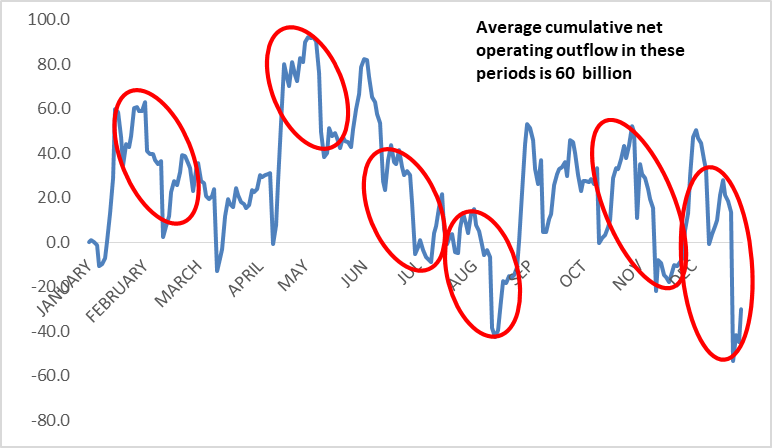 100.0
80.0
60.0
40.0
20.0
0.0
-20.0
-40.0
-60.0
-80.0
Average cumulative net
operating outflow in these
periods is 60 billion
JANUARY
FEBRUARY
MARCH
APRIL
MAY
JUN
JUL
AUG
SEP
OCT
NOV
DEC